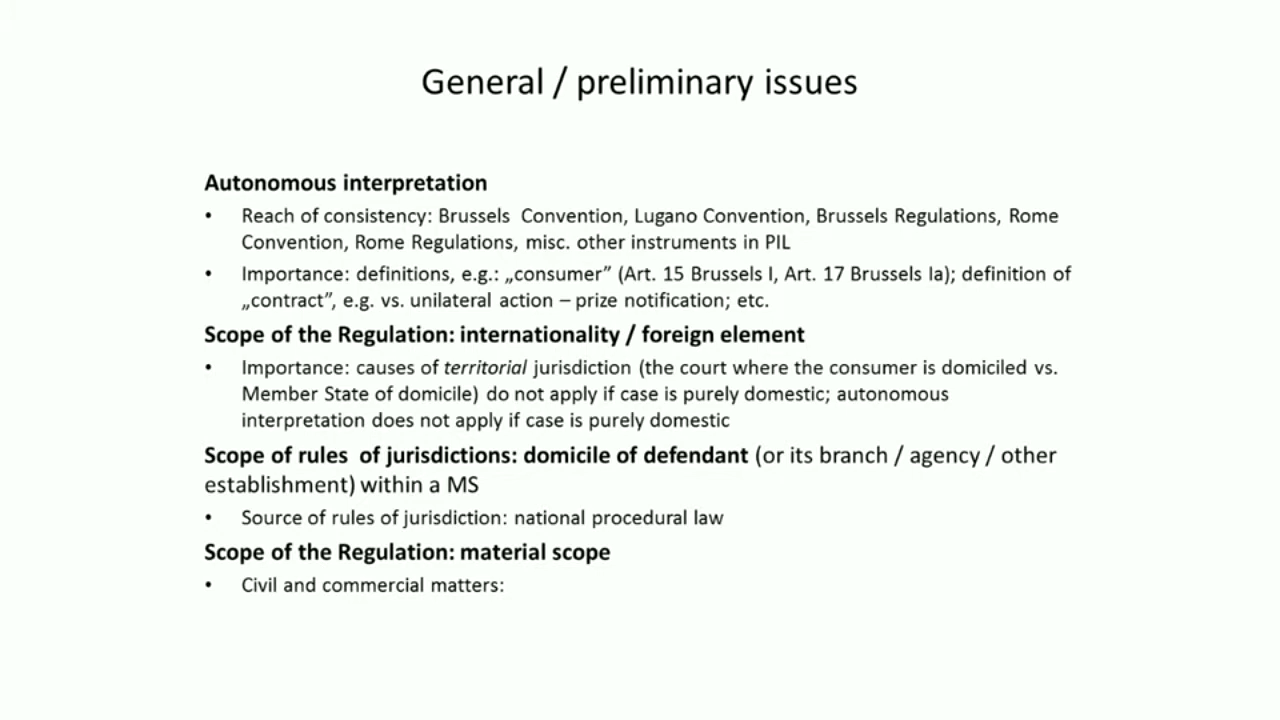 General / preliminary issues
Autonomous interpretation
• Reach of consistency: Brussels Convention, Lugano Convention, Brussels Regulations, Rome
Convention, Rome Regulations, misc. other instruments in PIL
• Importance: definitions, e.g.: „consumer” (Art. 15 Brussels I, Art. 17 Brussels Ia); definition of
„contract”, e.g. vs. unilateral action – prize notification; etc.
Scope of the Regulation: internationality / foreign element
• Importance: causes of territorial jurisdiction (the court where the consumer is domiciled vs.
Member State of domicile) do not apply if case is purely domestic; autonomous
interpretation does not apply if case is purely domestic
Scope of rules of jurisdictions: domicile of defendant (or its branch / agency / other
establishment) within a MS
• Source of rules of jurisdiction: national procedural law
Scope of the Regulation: material scope
• Civil and commercial matters: